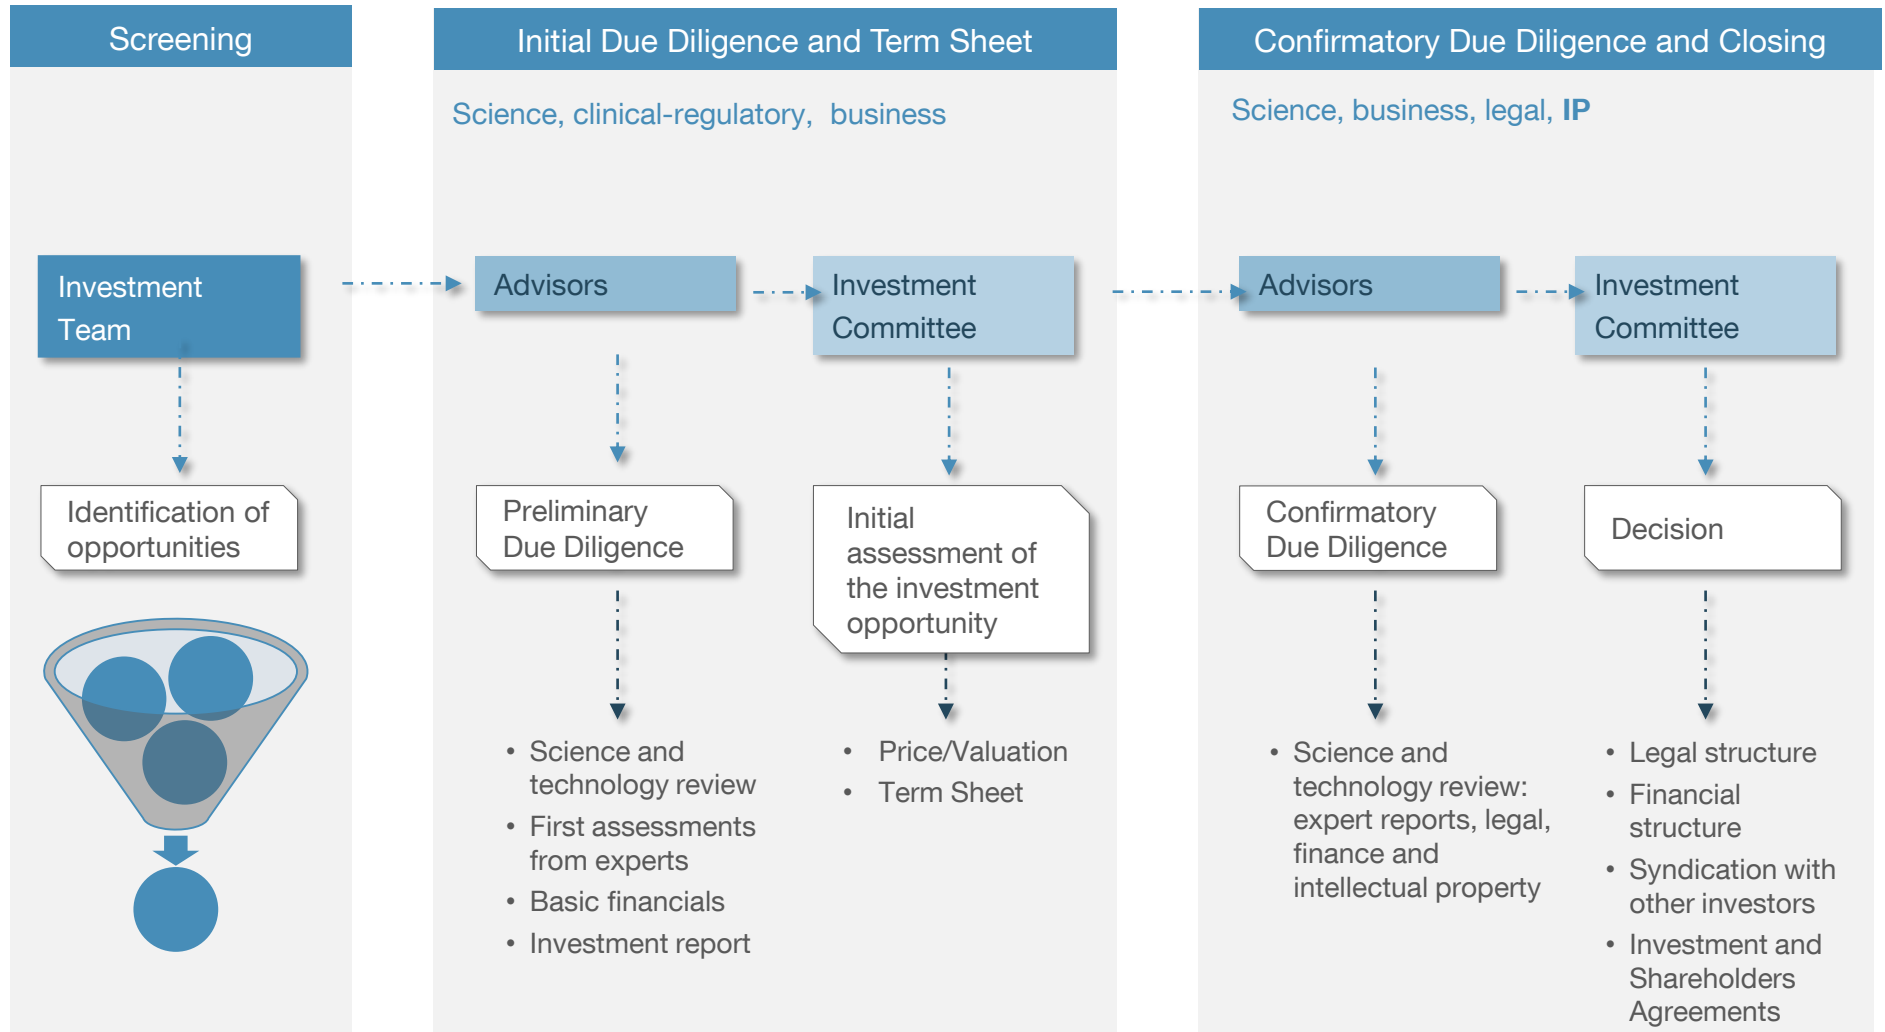 Screening
Investment
Team
Identification of
opportunities
Initial Due Diligence and Term Sheet
Science, clinical-regulatory, business
Advisors
Preliminary
Due Diligence
• Science and
technology review
• First assessments
from experts
• Basic financials
• Investment report
Investment
Committee
Initial
assessment of
the investment
opportunity
• Price/Valuation
• Term Sheet
Confirmatory Due Diligence and Closing
Science, business, legal, IP
Advisors
Confirmatory
Due Diligence
• Science and
technology review:
expert reports, legal,
finance and
intellectual property
Investment
Committee
Decision
• Legal structure
• Financial
structure
• Syndication with
other investors
• Investment and
Shareholders
Agreements